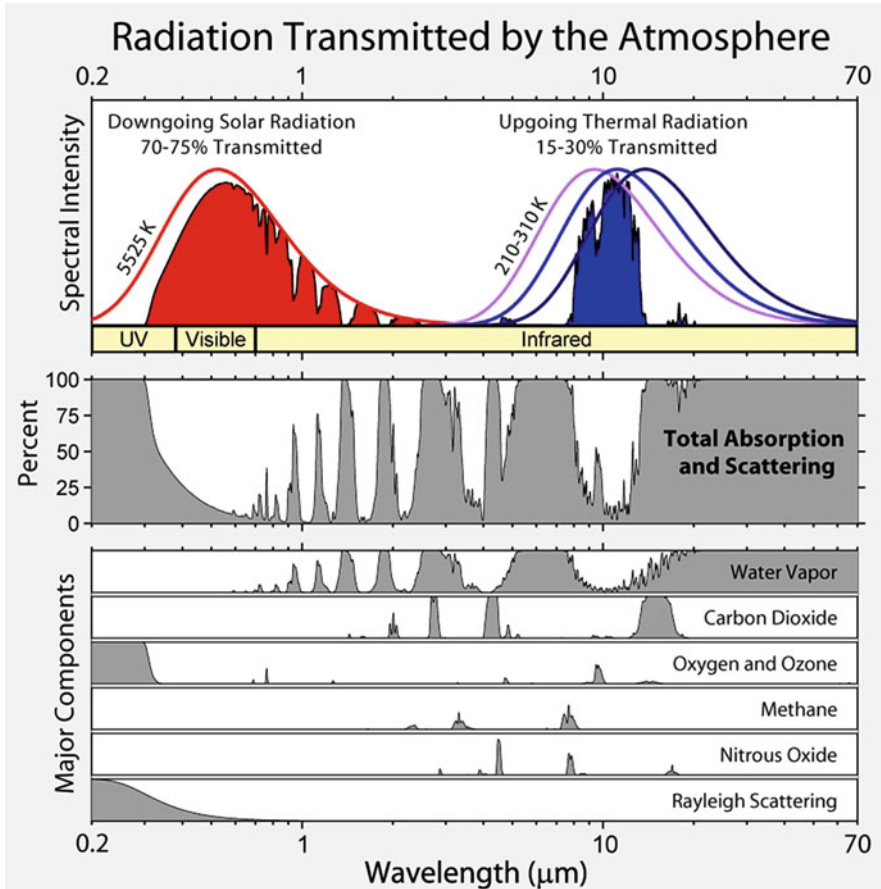 Radiation Transmitted by the Atmosphere
0.2 1 10 70
Downgoing Solar Radiation
70-75% Transmitted
Upgoing Thermal Radiation
15-30% Transmitted
Spectral Intensity
5525 K
210-310 K
UV Visible Infrared
Percent
100
75
50
25
0
Total Absorption
and Scattering
Major Components
Water Vapor
Carbon Dioxide
Oxygen and Ozone
Methane
Nitrous Oxide
Rayleigh Scattering
0.2 1 10 70
Wavelength (μm)